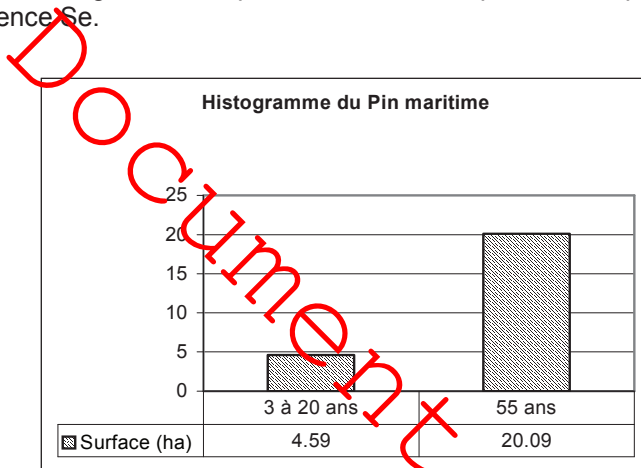 ence Se.
Histogramme du Pin maritime
25
20
15
10
5
0
3 à 20 ans 55 ans
Surface (ha) 4.59 20.09
Document